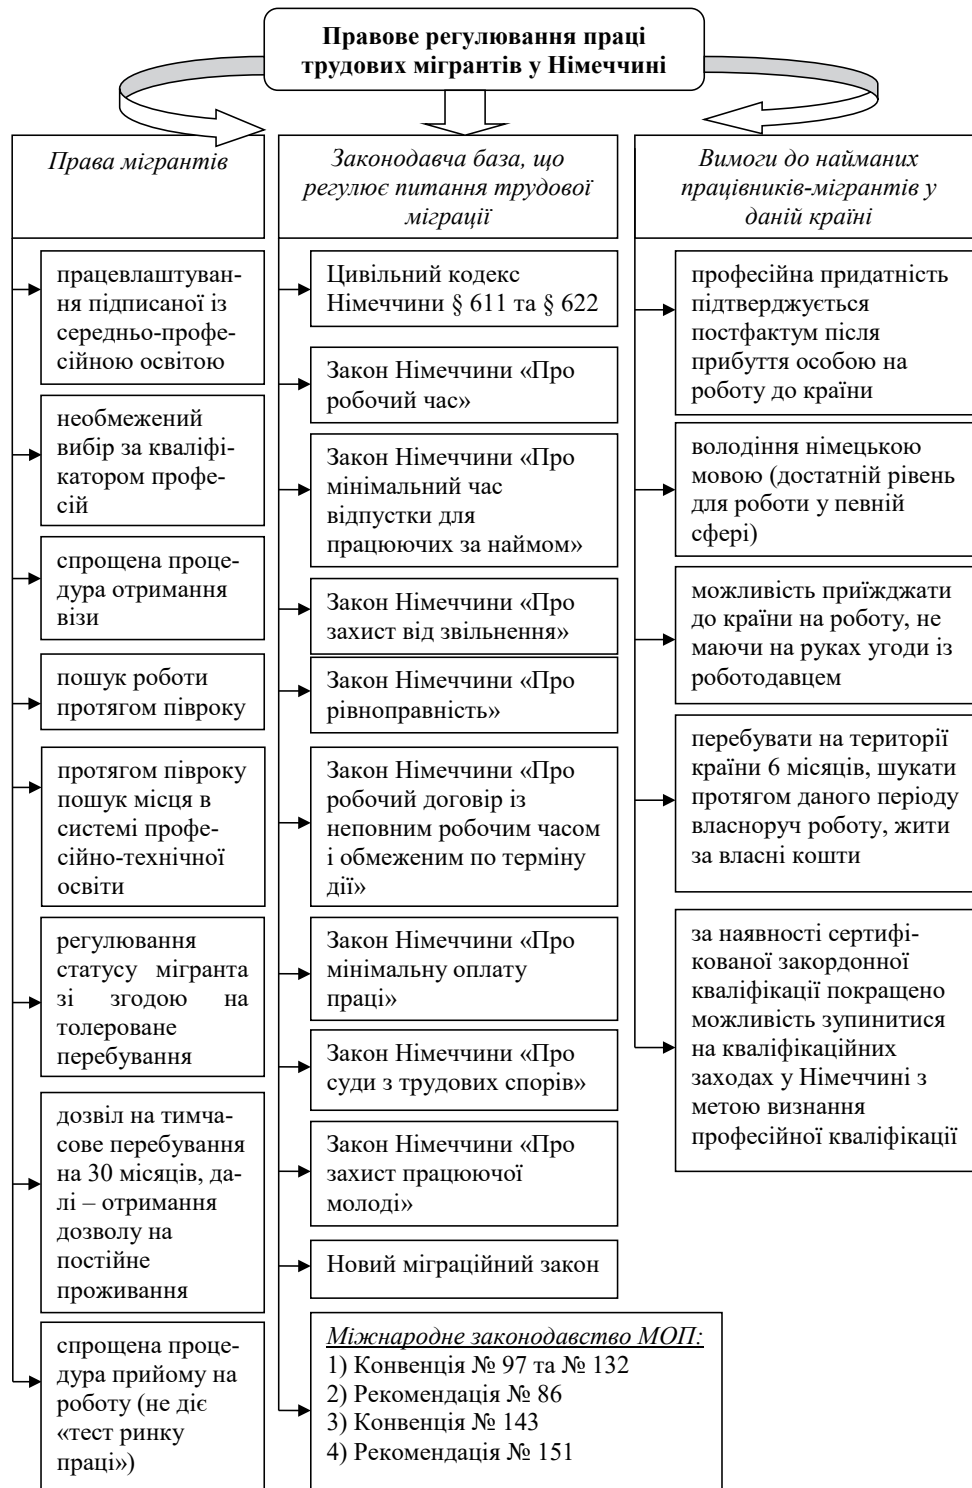 Правове регулювання праці
трудових мігрантів у Німеччині
Права мігрантів
працевлаштуван-
ня підписаної із
середньо-профе-
сійною освітою
необмежений
вибір за кваліфі-
катором профе-
сій
спрощена проце-
дура отримання
візи
пошук роботи
протягом півроку
протягом півроку
пошук місця в
системі профе-
сійно-технічної
освіти
регулювання
статусу мігранта
зі згодою на
толероване
перебування
дозвіл на тимча-
сове перебування
на 30 місяців, да-
лі – отримання
дозволу на
постійне
проживання
спрощена проце-
дура прийому на
роботу (не діє
«тест ринку
праці»)
Законодавча база, що
регулює питання трудової
міграції
Цивільний кодекс
Німеччини § 611 та § 622
Закон Німеччини «Про
робочий час»
Закон Німеччини «Про
мінімальний час
відпустки для
працюючих за наймом»
Закон Німеччини «Про
захист від звільнення»
Закон Німеччини «Про
рівноправність»
Закон Німеччини «Про
робочий договір із
неповним робочим часом
і обмеженим по терміну
дії»
Закон Німеччини «Про
мінімальну оплату
праці»
Закон Німеччини «Про
суди з трудових спорів»
Закон Німеччини «Про
захист працюючої
молоді»
Новий міграційний закон
Міжнародне законодавство МОП:
1) Конвенція № 97 та № 132
2) Рекомендація № 86
3) Конвенція № 143
4) Рекомендація № 151
Вимоги до найманих
працівників-мігрантів у
даній країні
професійна придатність
підтверджується
постфактум після
прибуття особою на
роботу до країни
володіння німецькою
мовою (достатній рівень
для роботи у певній
сфері)
можливість приїжджати
до країни на роботу, не
маючи на руках угоди із
роботодавцем
перебувати на території
країни 6 місяців, шукати
протягом даного періоду
власноруч роботу, жити
за власні кошти
за наявності сертифі-
кованої закордонної
кваліфікації покращено
можливість зупинитися
на кваліфікаційних
заходах у Німеччині з
метою визнання
професійної кваліфікації